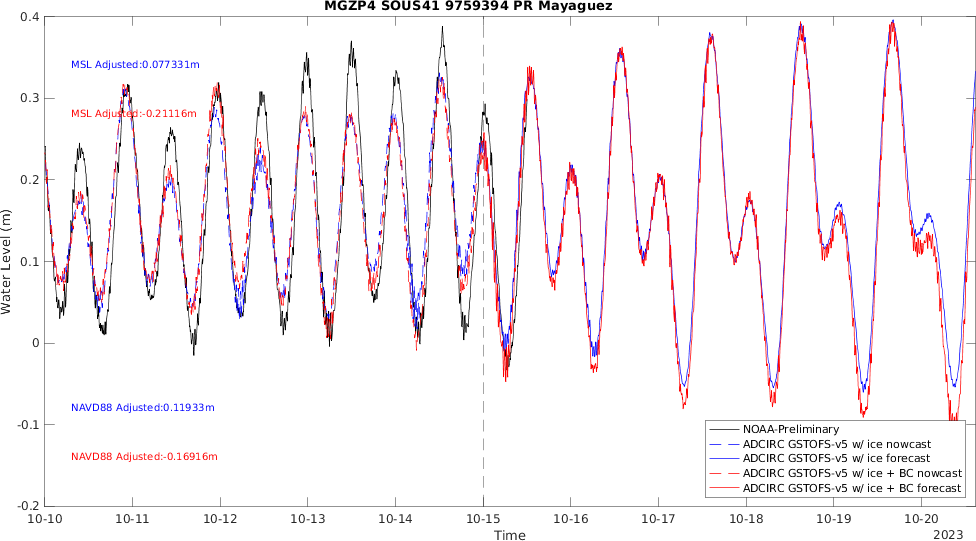 MGZP4 SOUS41 9759394 PR Mayaguez
0.4
MSL Adjusted:0.077331m
0.3
MSL Adjusted:-0.21116m
0.2
Water Level (m)
0.1
0
NAVD88 Adjusted:0.11933m
-0.1
NOAA-Preliminary
ADCIRC GSTOFS-v5 w/ ice nowcast
NAVD88 Adjusted:-0.16916m
ADCIRC GSTOFS-v5 w/ ice forecast
ADCIRC GSTOFS-v5 w/ ice + BC nowcast
ADCIRC GSTOFS-v5 w/ ice + BC forecast
-0.2
10-10 10-11 10-12 10-13 10-14 10-15 10-16 10-17 10-18 10-19 10-20
Time
2023